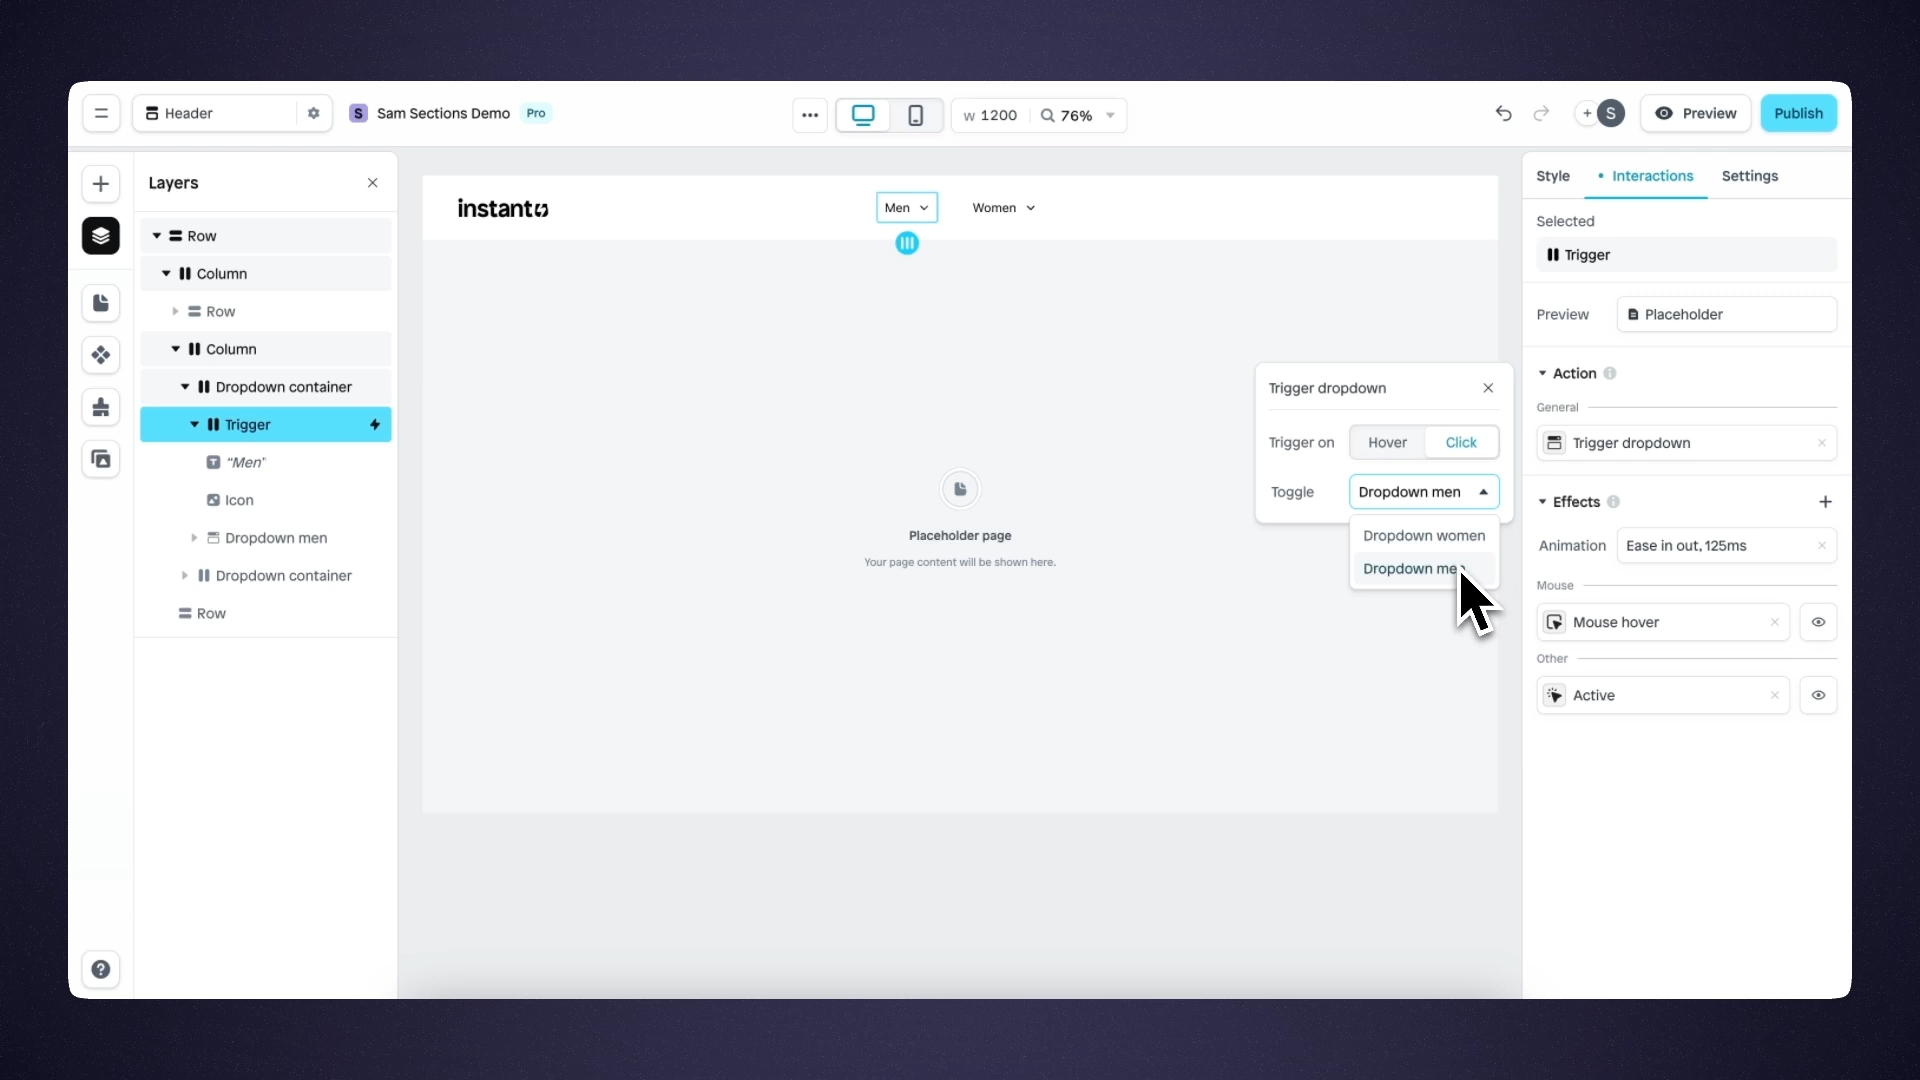 Header
S Sam Sections Demo Pro
W 1200
76%
+ S
Preview
Publish
Layers
Row
Column
Row
Column
Dropdown container
Trigger
"Men"
Icon
Dropdown men
Dropdown container
Row
instant
Men
Women
Placeholder page
Your page content will be shown here.
Trigger dropdown
Trigger on Hover Click
Toggle Dropdown men
Dropdown women
Dropdown men
Style Interactions Settings
Selected
Trigger
Preview Placeholder
Action
General
Trigger dropdown
Effects
Animation Ease in out, 125ms
Mouse
Mouse hover
Other
Active